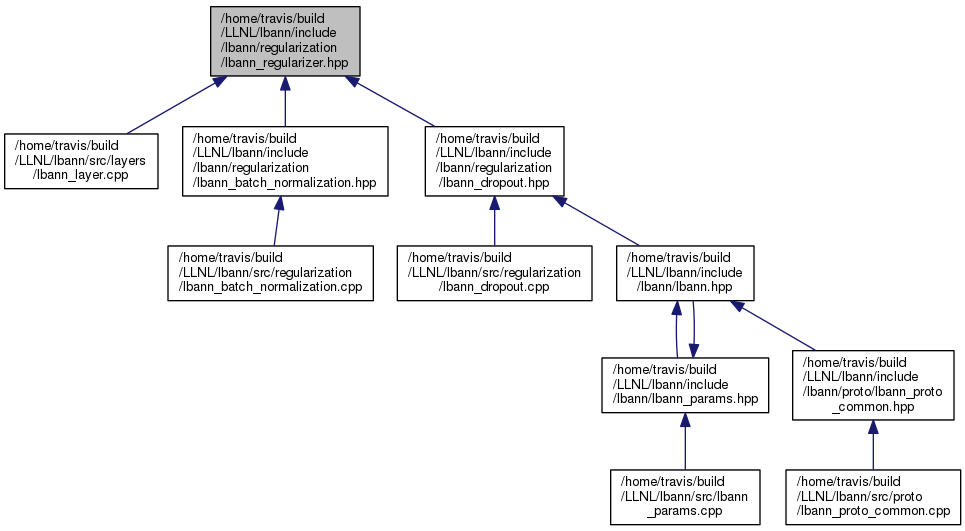 /home/travis/build
/LLNL/lbann/include
/lbann/regularization
/lbann_regularizer.hpp
/home/travis/build
/LLNL/lbann/src/layers
/lbann_layer.cpp
/home/travis/build
/LLNL/lbann/include
/lbann/regularization
/lbann_batch_normalization.hpp
/home/travis/build
/LLNL/lbann/include
/lbann/regularization
/lbann_dropout.hpp
/home/travis/build
/LLNL/lbann/src/regularization
/lbann_batch_normalization.cpp
/home/travis/build
/LLNL/lbann/src/regularization
/lbann_dropout.cpp
/home/travis/build
/LLNL/lbann/include
/lbann/lbann.hpp
/home/travis/build
/LLNL/lbann/include
/lbann/lbann_params.hpp
/home/travis/build
/LLNL/lbann/include
/lbann/proto/lbann_proto
_common.hpp
/home/travis/build
/LLNL/lbann/src/lbann
_params.cpp
/home/travis/build
/LLNL/lbann/src/proto
/lbann_proto_common.cpp